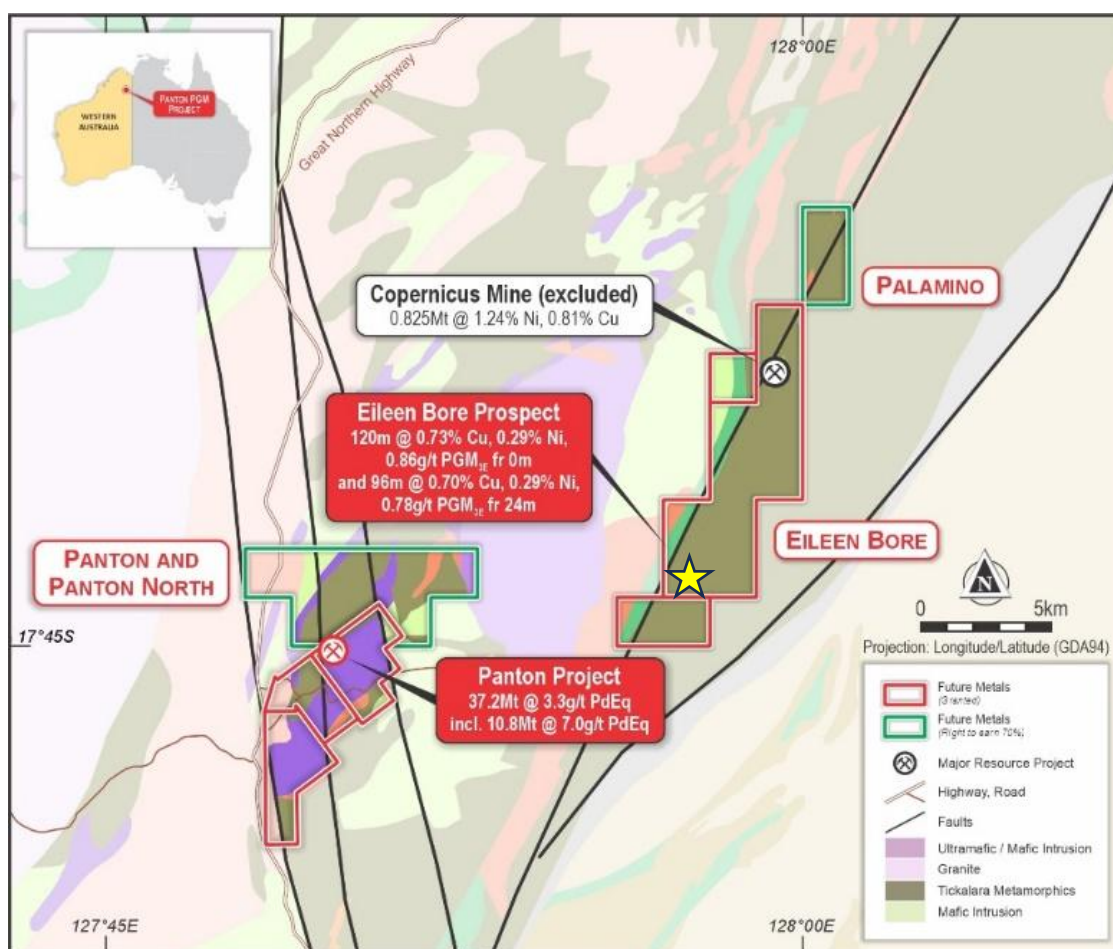 128°00'E
PANTON PGM
PROJECT
WESTERN
AUSTRALIA
Great Northern Highway
PALAMINO
Copernicus Mine (excluded)
0.825Mt @ 1.24% Ni, 0.81% Cu
Eileen Bore Prospect
120m @ 0.73% Cu, 0.29% Ni,
0.86g/t PGM3E fr 0m
and 96m @ 0.70% Cu, 0.29% Ni,
0.78g/t PGM3E fr 24m
EILEEN BORE
PANTON AND
PANTON NORTH
N
0 5km
17°45S
Projection: Longitude/Latitude (GDA94)
Panton Project
37.2Mt @ 3.3g/t PdEq
incl. 10.8Mt @ 7.0g/t PdEq
Future Metals
(Granted)
Future Metals
(Right to earn 70%)
Major Resource Project
Highway, Road
Faults
Ultramafic / Mafic Intrusion
Granite
Tickalara Metamorphics
Mafic Intrusion
127°45E
128°00E